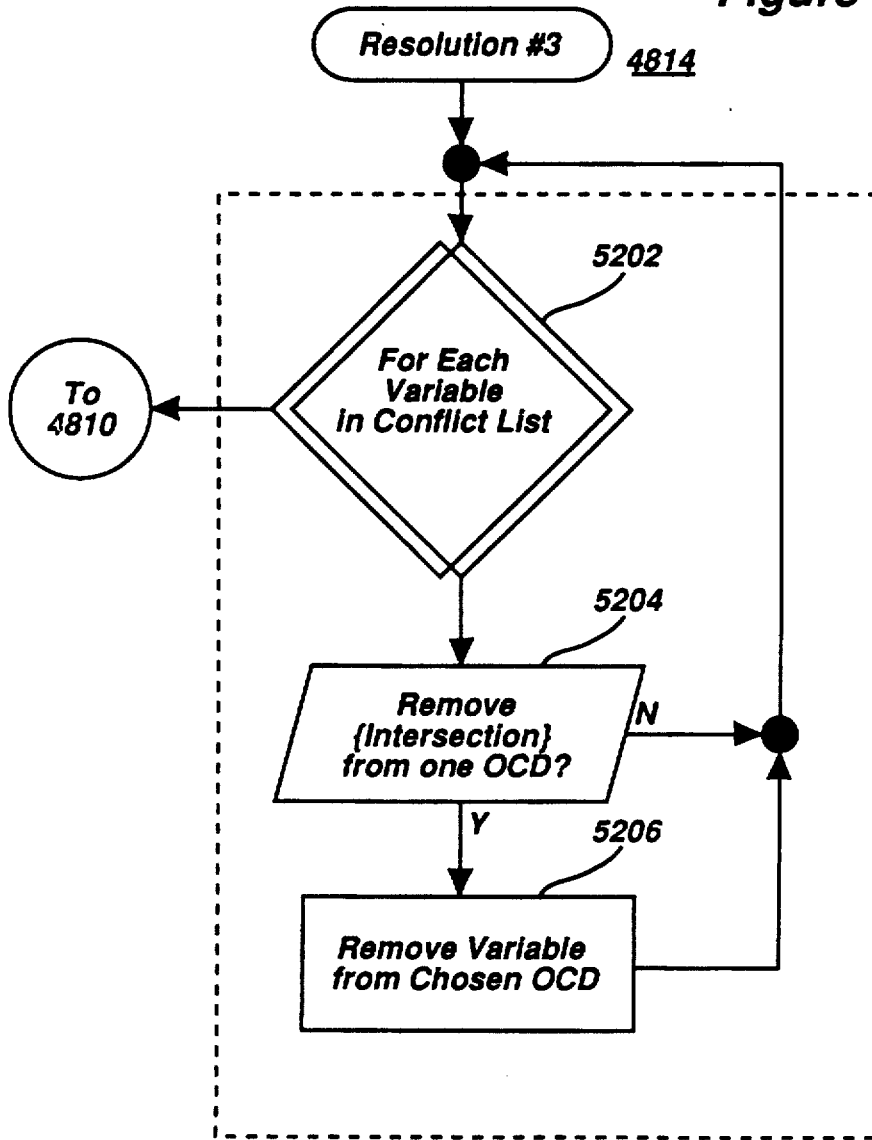 Figure
Resolution #3
4814
5202
For Each
Variable
in Conflict List
To
4810
5204
Remove
{Intersection}
from one OCD?
N
Y
5206
Remove Variable
from Chosen OCD